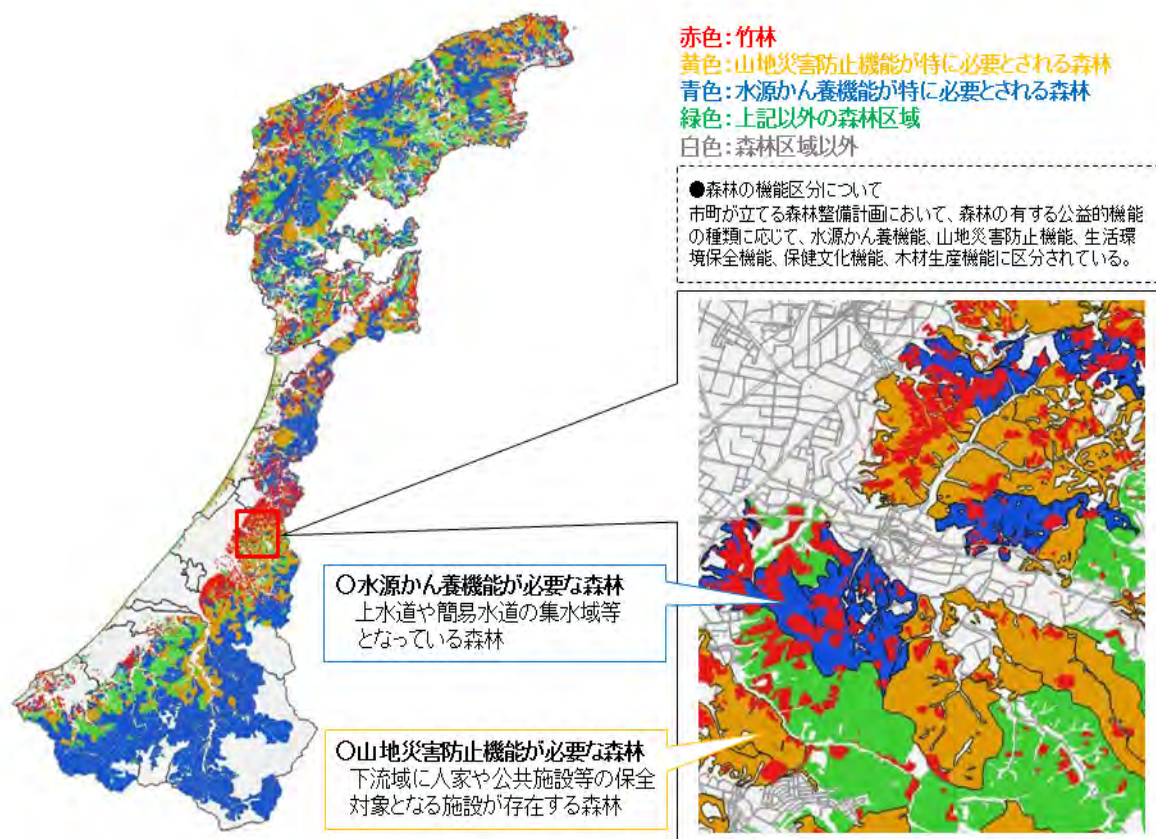 赤色：竹林
黄色：山地災害防止機能が特に必要とされる森林
青色：水源かん養機能が特に必要とされる森林
緑色：上記以外の森林区域
白色：森林区域以外
●森林の機能区分について
市町が立てる森林整備計画において、森林の有する公益的機能
の種類に応じて、水源かん養機能、山地災害防止機能、生活環
境保全機能、保健文化機能、木材生産機能に区分されている。
○水源かん養機能が必要な森林
上水道や簡易水道の集水域等
となっている森林
○山地災害防止機能が必要な森林
下流域に人家や公共施設等の保全
対象となる施設が存在する森林